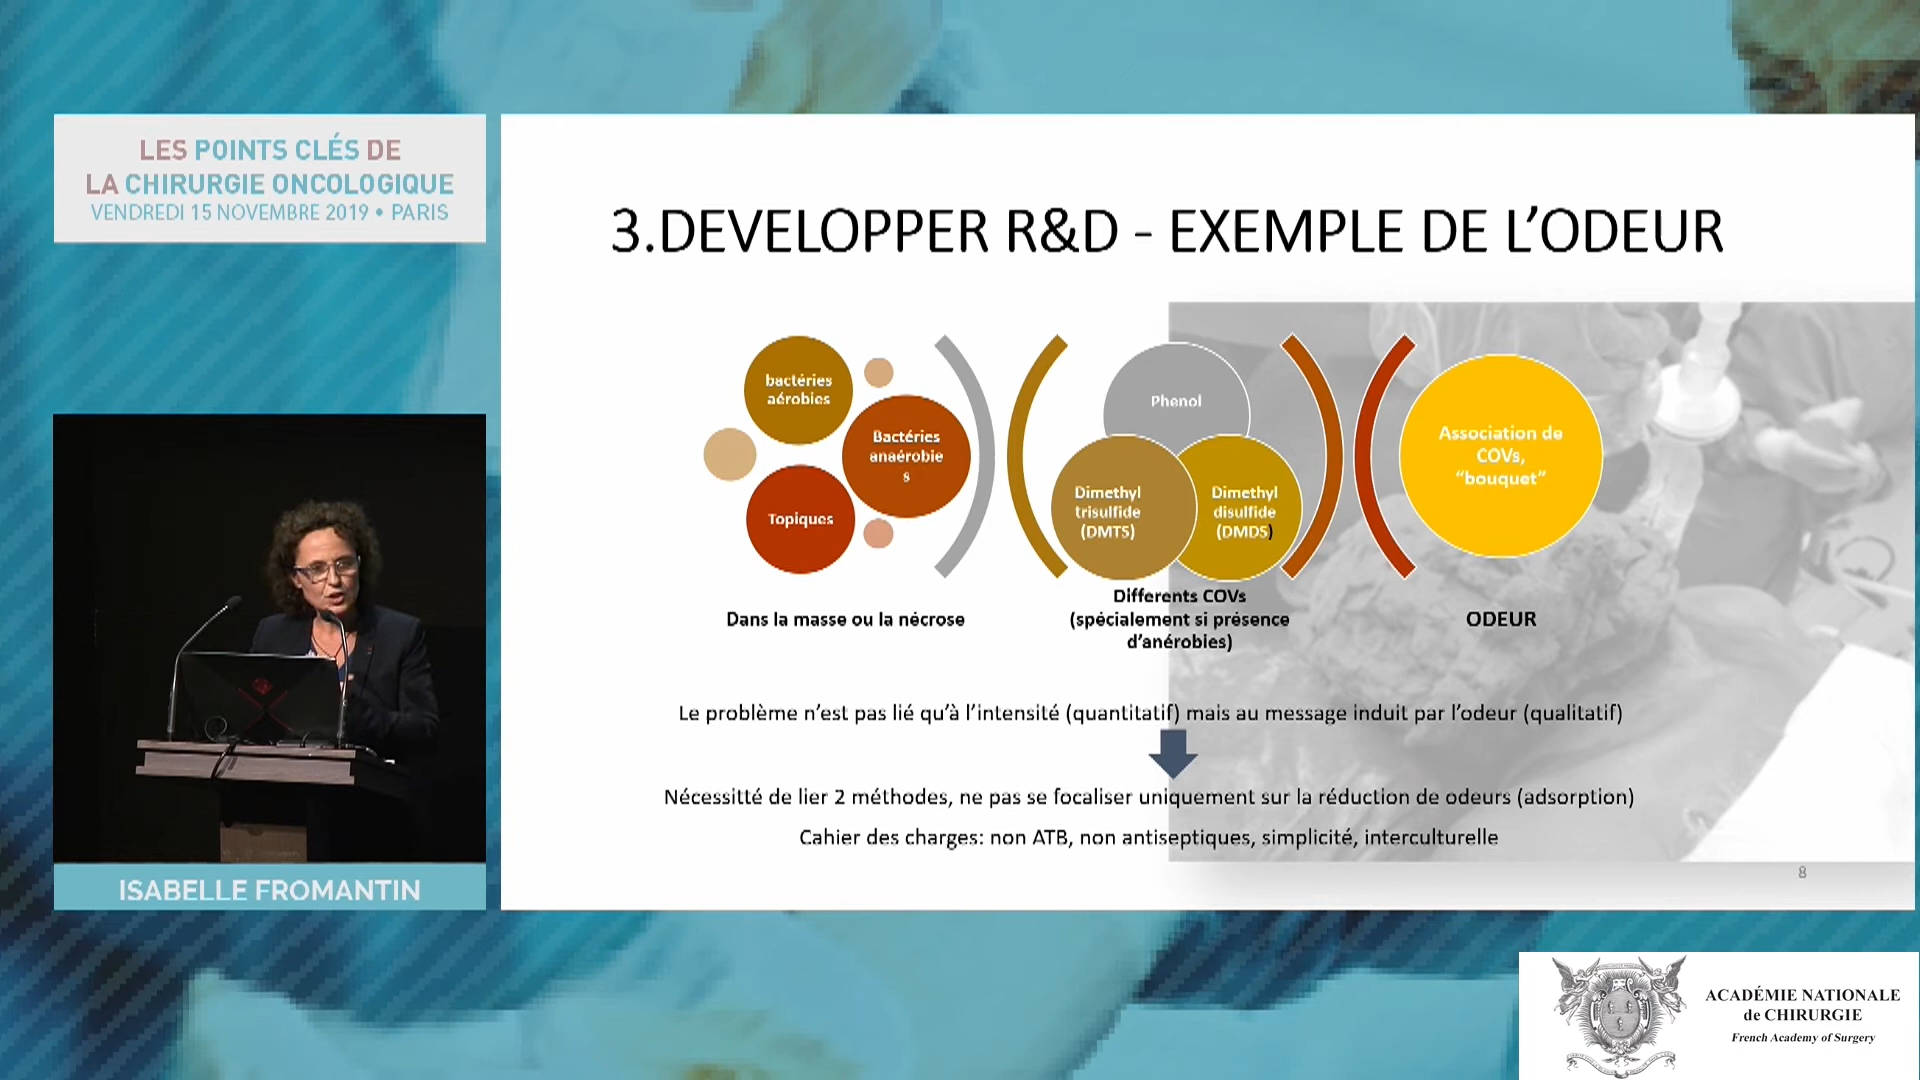 LES POINTS CLÉS DE
LA CHIRURGIE ONCOLOGIQUE
VENDREDI 15 NOVEMBRE 2019 • PARIS
ISABELLE FROMANTIN
3.DEVELOPPER R&D - EXEMPLE DE L'ODEUR
bactéries
aérobies
Bactéries
anaérobie
s
Topiques
Dans la masse ou la nécrose
Phenol
Dimethyl
trisulfide
(DMTS)
Dimethyl
disulfide
(DMDS)
Differents COVs
(spécialement si présence
d'anérobies)
Association de
COVs,
“bouquet”
ODEUR
Le problème n'est pas lié qu'à l'intensité (quantitatif) mais au message induit par l'odeur (qualitatif)
Nécessitté de lier 2 méthodes, ne pas se focaliser uniquement sur la réduction de odeurs (adsorption)
Cahier des charges: non ATB, non antiseptiques, simplicité, interculturelle
8
ACADÉMIE NATIONALE
de CHIRURGIE
French Academy of Surgery